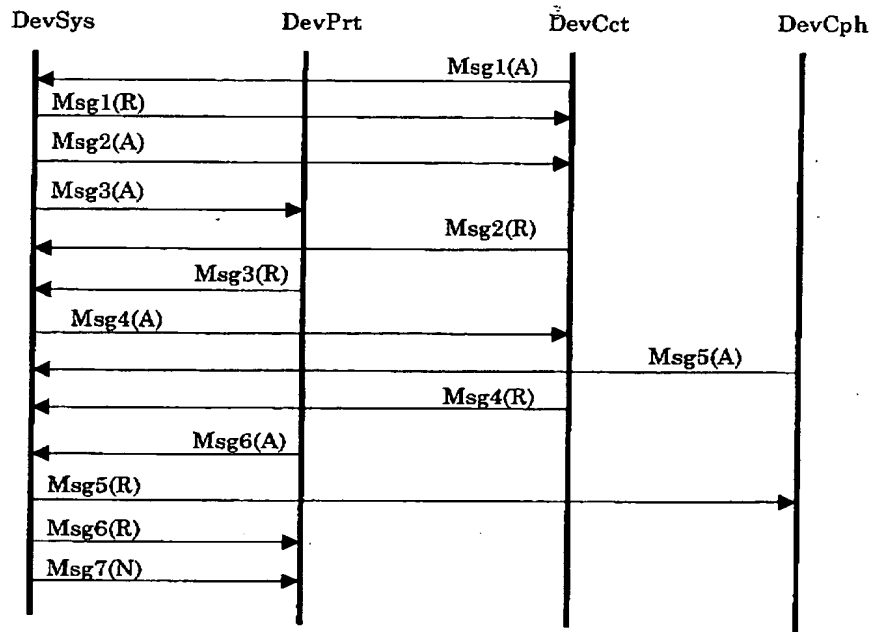 DevSys DevPrt DevCct DevCph
Msg1(A)
Msg1(R)
Msg2(A)
Msg3(A)
Msg2(R)
Msg3(R)
Msg4(A)
Msg5(A)
Msg4(R)
Msg6(A)
Msg5(R)
Msg6(R)
Msg7(N)